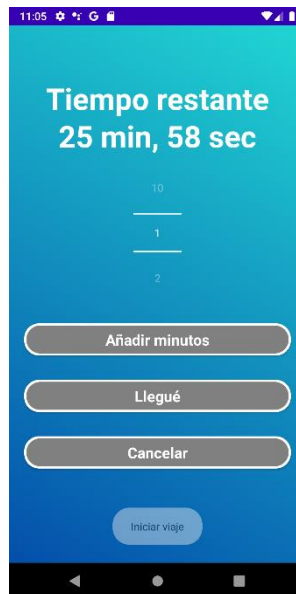 11:05 G
Tiempo restante
25 min, 58 sec
10
1
2
Añadir minutos
Llegué
Cancelar
Iniciar viaje